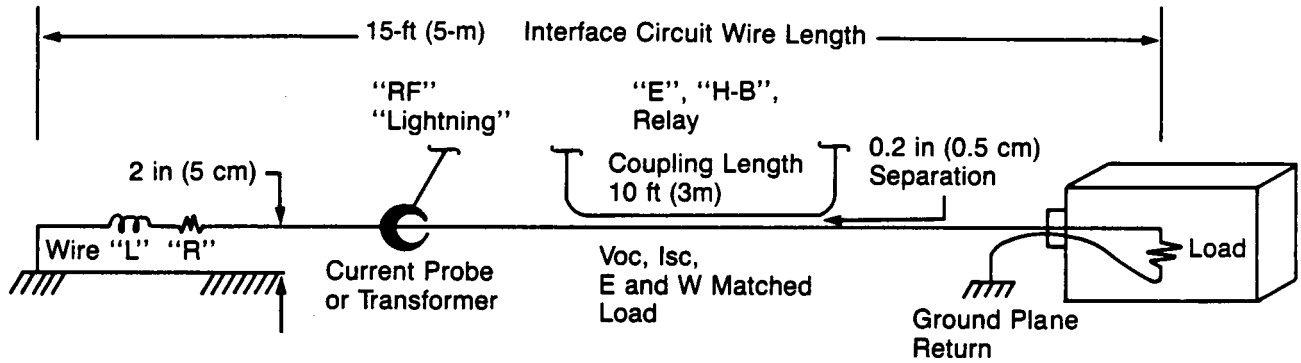 15-ft (5-m) Interface Circuit Wire Length
“RF”
“Lightning”
“E”, “H-B”,
Relay
2 in (5 cm)
Coupling Length
10 ft (3m)
0.2 in (0.5 cm)
Separation
Wire “L” “R”
Current Probe
or Transformer
Voc, Isc,
E and W Matched
Load
Load
Ground Plane
Return